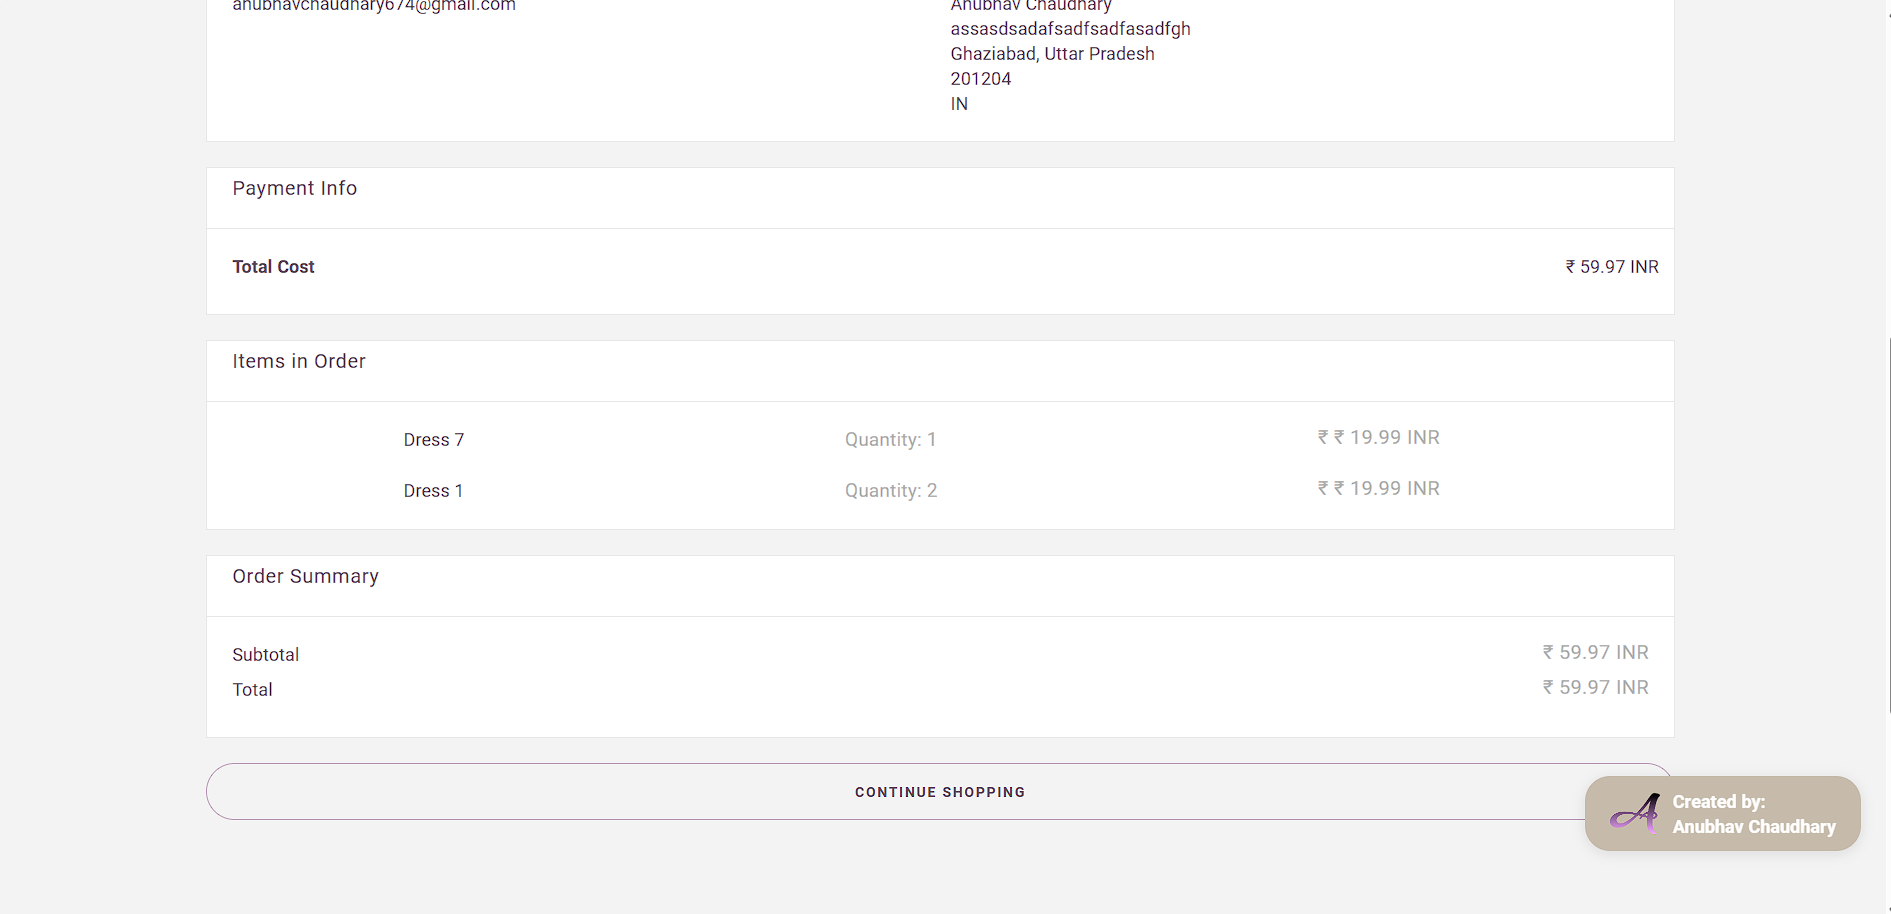 anubhavchaudhary674@gmail.com
Anubhav Chaudhary
assasdsadafsadfsadfasadfgh
Ghaziabad, Uttar Pradesh
201204
IN
Payment Info
Total Cost ₹ 59.97 INR
Items in Order
Dress 7 Quantity: 1 ₹ ₹ 19.99 INR
Dress 1 Quantity: 2 ₹ ₹ 19.99 INR
Order Summary
Subtotal ₹ 59.97 INR
Total ₹ 59.97 INR
CONTINUE SHOPPING
A
Created by:
Anubhav Chaudhary